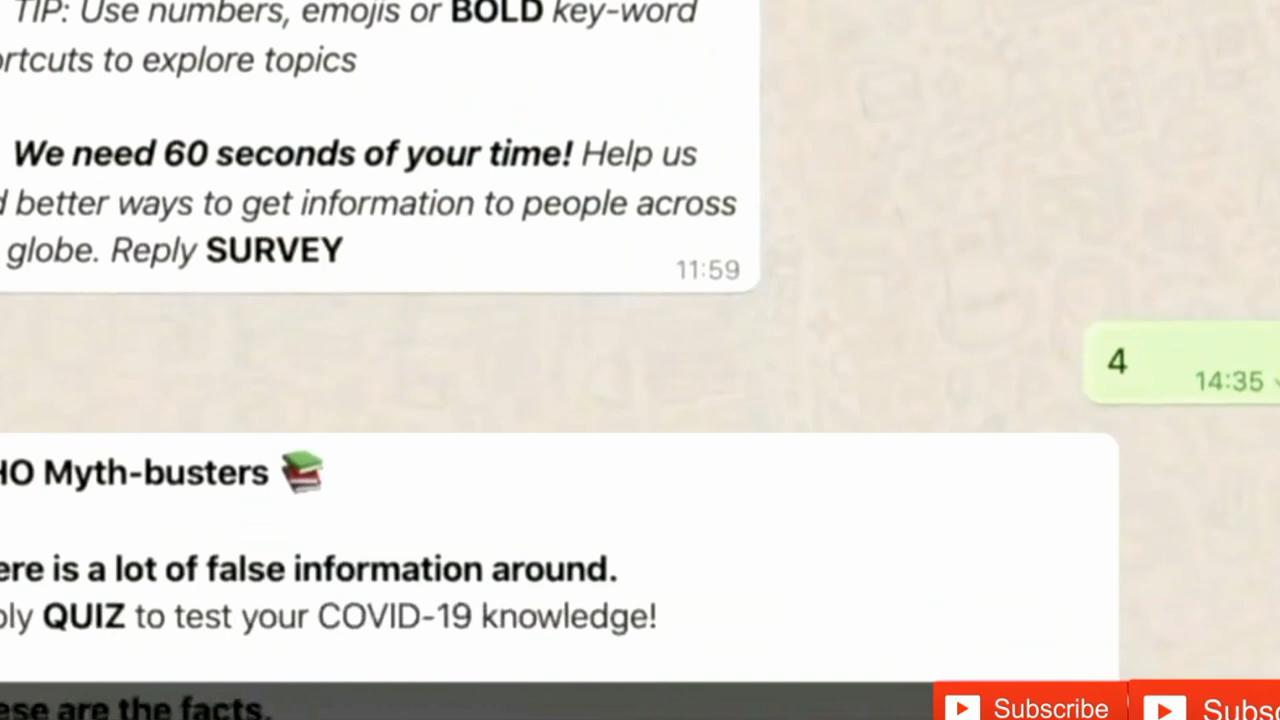 TIP: Use numbers, emojis or BOLD key-word
ortcuts to explore topics
We need 60 seconds of your time! Help us
d better ways to get information to people across
globe. Reply SURVEY
11:59
4
14:35
HO Myth-busters
ere is a lot of false information around.
ply QUIZ to test your COVID-19 knowledge!
ese are the facts.
Subscribe
Subsc